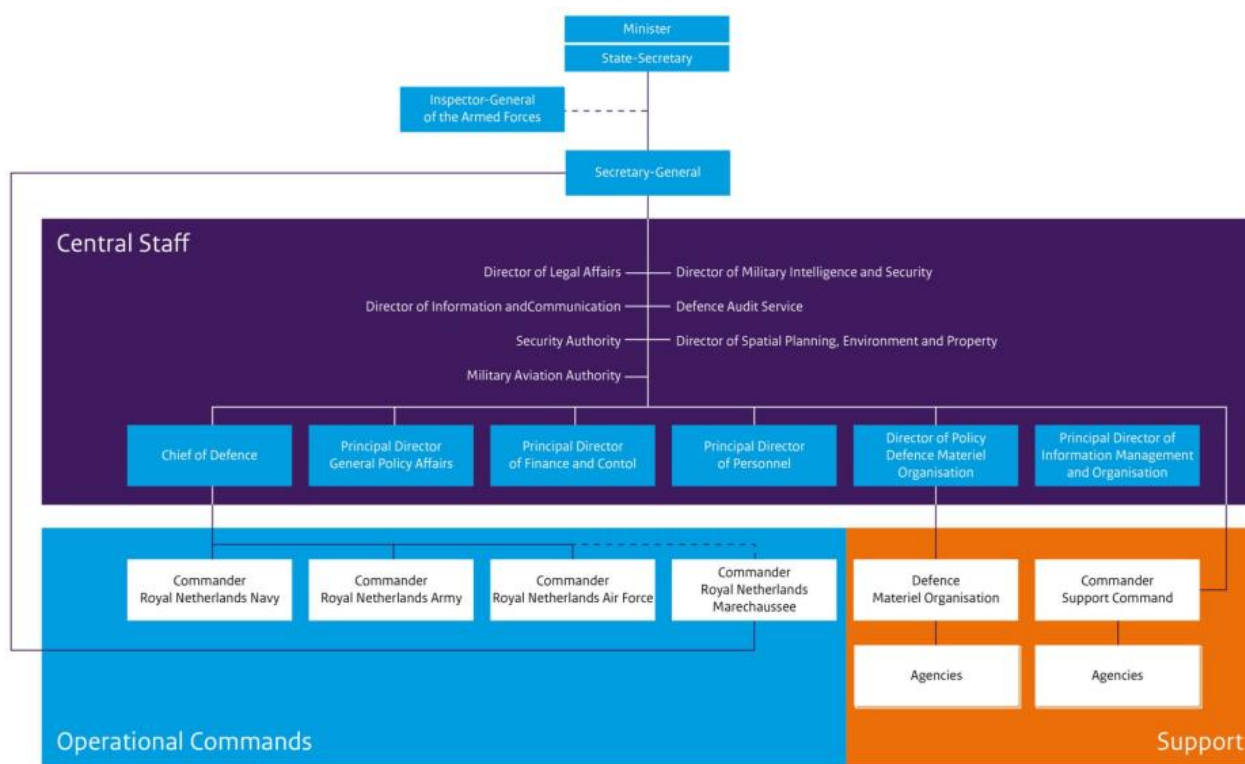 Minister
State-Secretary
Inspector-General
of the Armed Forces
Secretary-General
Central Staff
Director of Legal Affairs
Director of Military Intelligence and Security
Director of Information andCommunication
Defence Audit Service
Security Authority
Director of Spatial Planning, Environment and Property
Military Aviation Authority
Chief of Defence
Principal Director
General Policy Affairs
Principal Director
of Finance and Contol
Principal Director
of Personnel
Director of Policy
Defence Materiel
Organisation
Principal Director of
Information Management
and Organisation
Commander
Royal Netherlands Navy
Commander
Royal Netherlands Army
Commander
Royal Netherlands Air Force
Commander
Royal Netherlands
Marechaussee
Defence
Materiel Organisation
Commander
Support Command
Agencies
Agencies
Operational Commands
Support